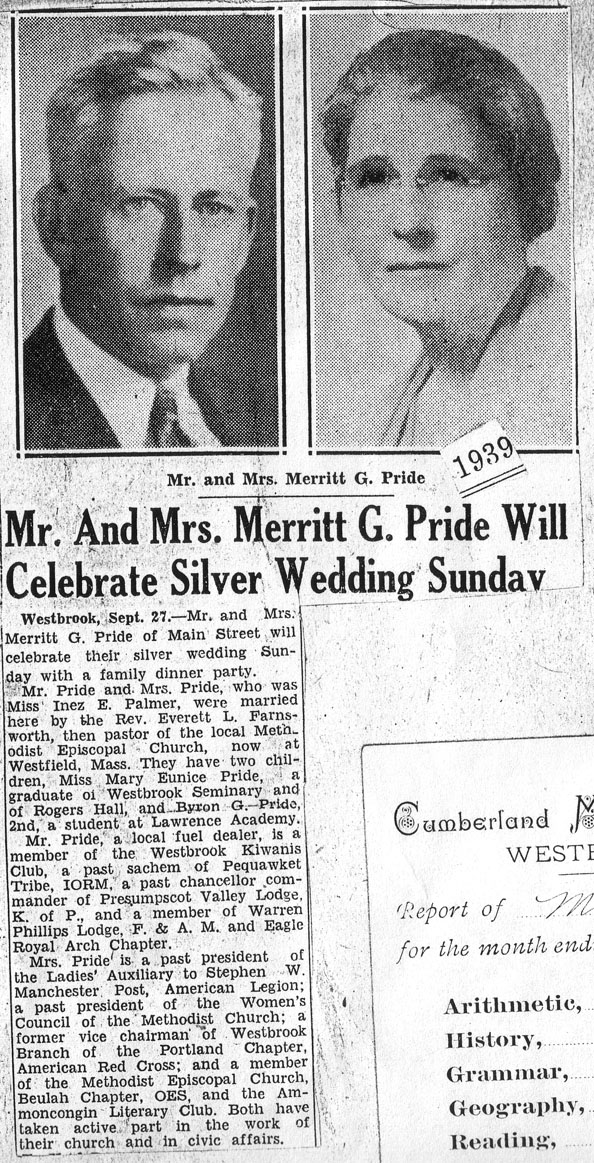 Mr. and Mrs. Merritt G. Pride
1939
Mr. And Mrs. Merritt G. Pride Will
Celebrate Silver Wedding Sunday
Westbrook, Sept. 27.—Mr. and Mrs.
Merritt G. Pride of Main Street will
celebrate their silver wedding Sun-
day with a family dinner party.
Mr. Pride and Mrs. Pride, who was
Miss Inez E. Palmer, were married
here by the Rev. Everett L. Farns-
worth, then pastor of the local Meth-
odist Episcopal Church, now at
Westfield, Mass. They have two chil-
dren, Miss Mary Eunice Pride, a
graduate of Westbrook Seminary and
of Rogers Hall, and Byron G. Pride,
2nd, a student at Lawrence Academy.
Mr. Pride, a local fuel dealer, is a
member of the Westbrook Kiwanis
Club, a past sachem of Pequawket
Tribe, IORM, a past chancellor com-
mander of Presumpscot Valley Lodge,
K. of P., and a member of Warren
Phillips Lodge, F. & A. M. and Eagle
Royal Arch Chapter.
Mrs. Pride is a past president of
the Ladies' Auxiliary to Stephen W.
Manchester Post, American Legion;
a past president of the Women's
Council of the Methodist Church; a
former vice chairman of Westbrook
Branch of the Portland Chapter,
American Red Cross; and a member
of the Methodist Episcopal Church,
Beulah Chapter, OES, and the Am-
moncongin Literary Club. Both have
taken active part in the work of
their church and in civic affairs.
Cumberland M
WESTE
Report of M
for the month end
Arithmetic,
History,
Grammar,
Geography,
Reading,